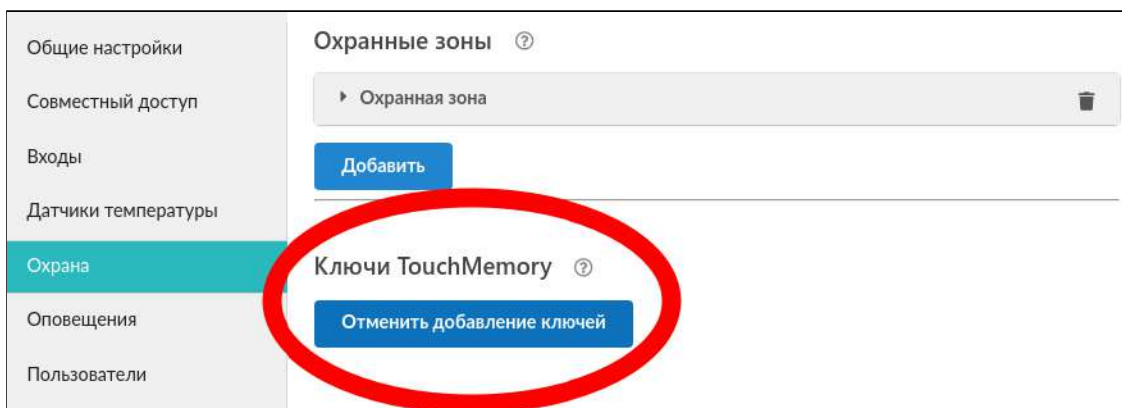 Общие настройки
Совместный доступ
Входы
Датчики температуры
Охрана
Оповещения
Пользователи
Охранные зоны ?
Охранная зона
Добавить
Ключи TouchMemory ?
Отменить добавление ключей